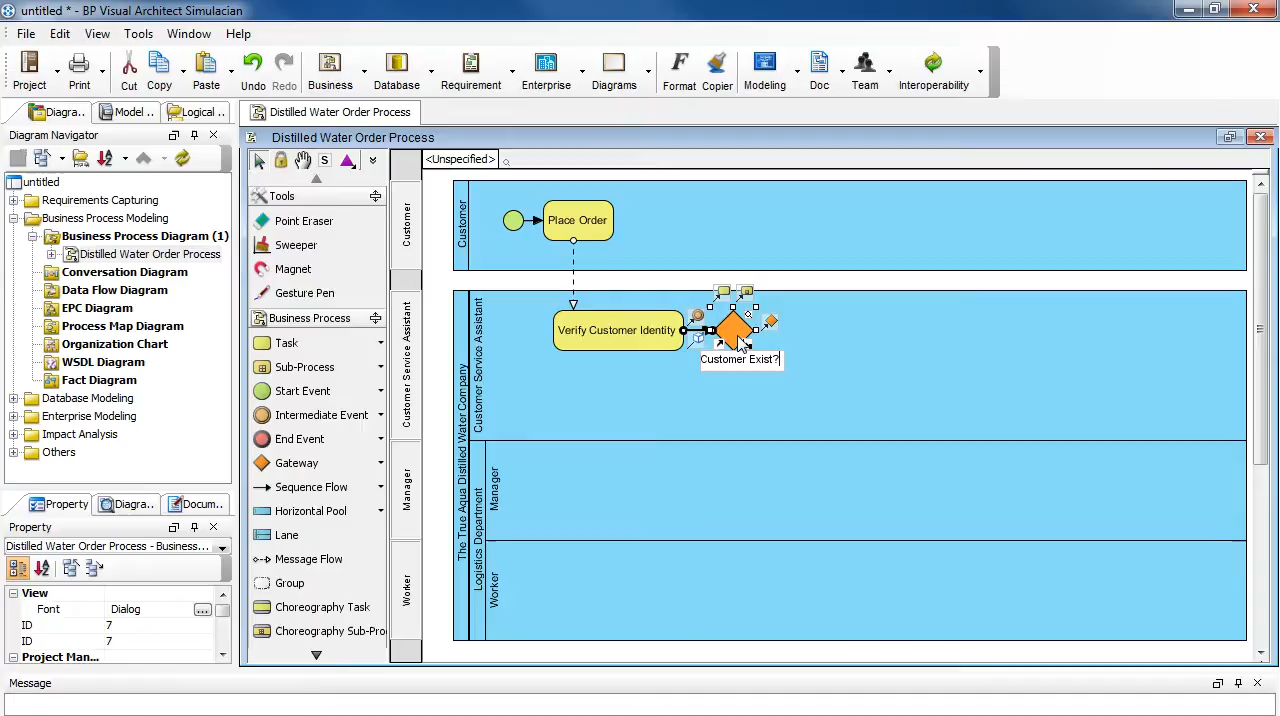 untitled * - BP Visual Architect Simulacian
File Edit View Tools Window Help
Project Print Cut Copy Paste Undo Redo Business Database Requirement Enterprise Diagrams Format Copier Modeling Doc Team Interoperability
Diagra.. Model .. Logical ..
Diagram Navigator
untitled
Requirements Capturing
Business Process Modeling
Business Process Diagram (1)
Distilled Water Order Process
Conversation Diagram
Data Flow Diagram
EPC Diagram
Process Map Diagram
Organization Chart
WSDL Diagram
Fact Diagram
Database Modeling
Enterprise Modeling
Impact Analysis
Others
Property Diagra.. Docum..
Property
Distilled Water Order Process - Business...
View
Font Dialog ...
ID 7
ID 7
Project Man...
Distilled Water Order Process
Distilled Water Order Process
S
<Unspecified>
Tools
Point Eraser
Sweeper
Magnet
Gesture Pen
Business Process
Task
Sub-Process
Start Event
Intermediate Event
End Event
Gateway
Sequence Flow
Horizontal Pool
Lane
Message Flow
Group
Choreography Task
Choreography Sub-Pro
Customer
Customer Service Assistant
Manager
Worker
Customer
Place Order
The True Aqua Distilled Water Company
Customer Service Assistant
Verify Customer Identity
Customer Exist?
Logistics Department
Manager
Worker
Message